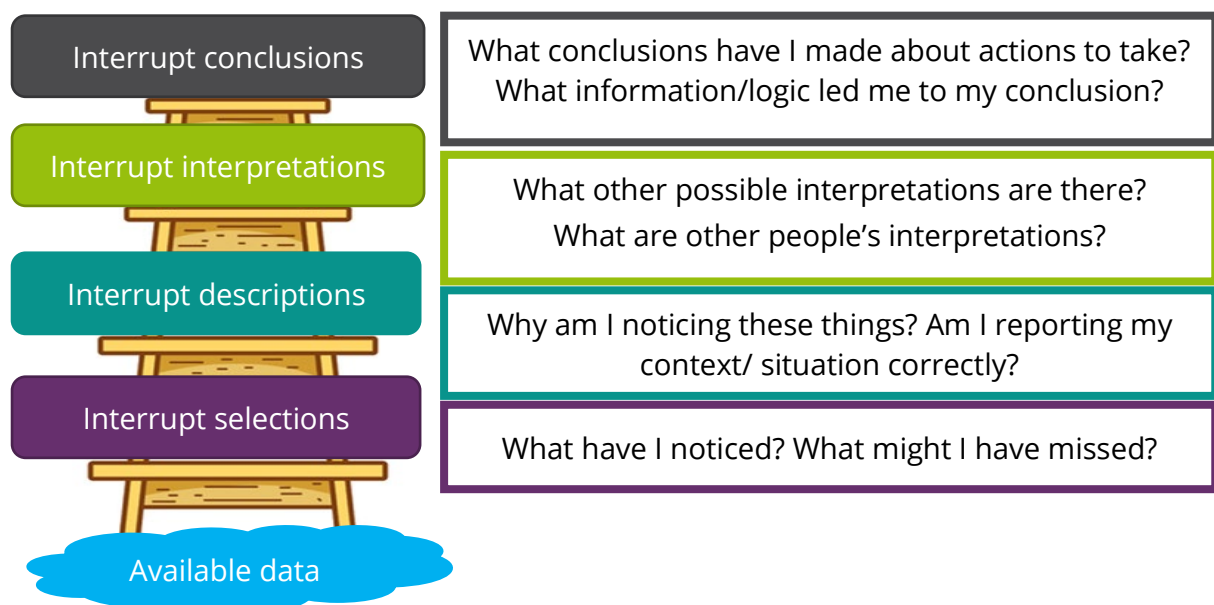 Interrupt conclusions
What conclusions have I made about actions to take?
What information/logic led me to my conclusion?
Interrupt interpretations
What other possible interpretations are there?
What are other people’s interpretations?
Interrupt descriptions
Why am I noticing these things? Am I reporting my
context/ situation correctly?
Interrupt selections
What have I noticed? What might I have missed?
Available data